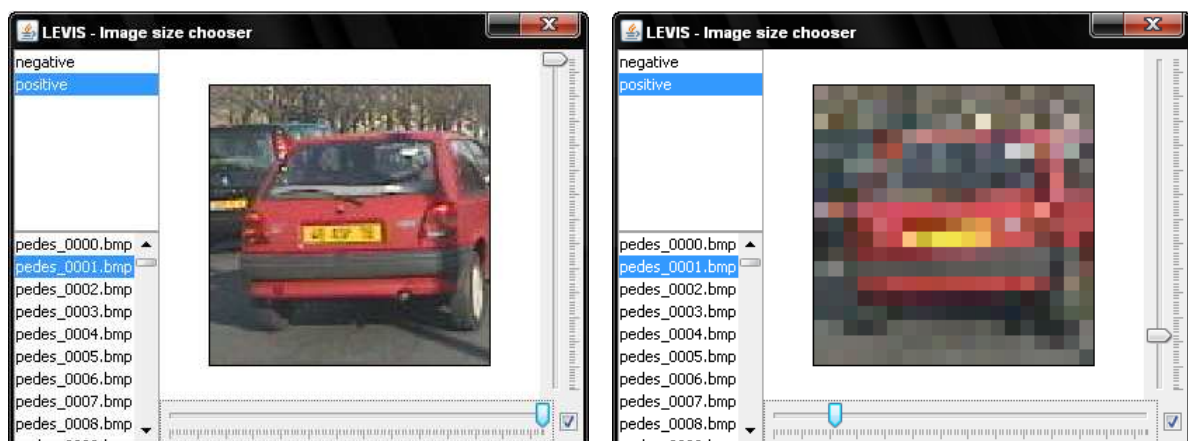 LEVIS - Image size chooser
negative
positive
pedes_0000.bmp
pedes_0001.bmp
pedes_0002.bmp
pedes_0003.bmp
pedes_0004.bmp
pedes_0005.bmp
pedes_0006.bmp
pedes_0007.bmp
pedes_0008.bmp
LEVIS - Image size chooser
negative
positive
pedes_0000.bmp
pedes_0001.bmp
pedes_0002.bmp
pedes_0003.bmp
pedes_0004.bmp
pedes_0005.bmp
pedes_0006.bmp
pedes_0007.bmp
pedes_0008.bmp